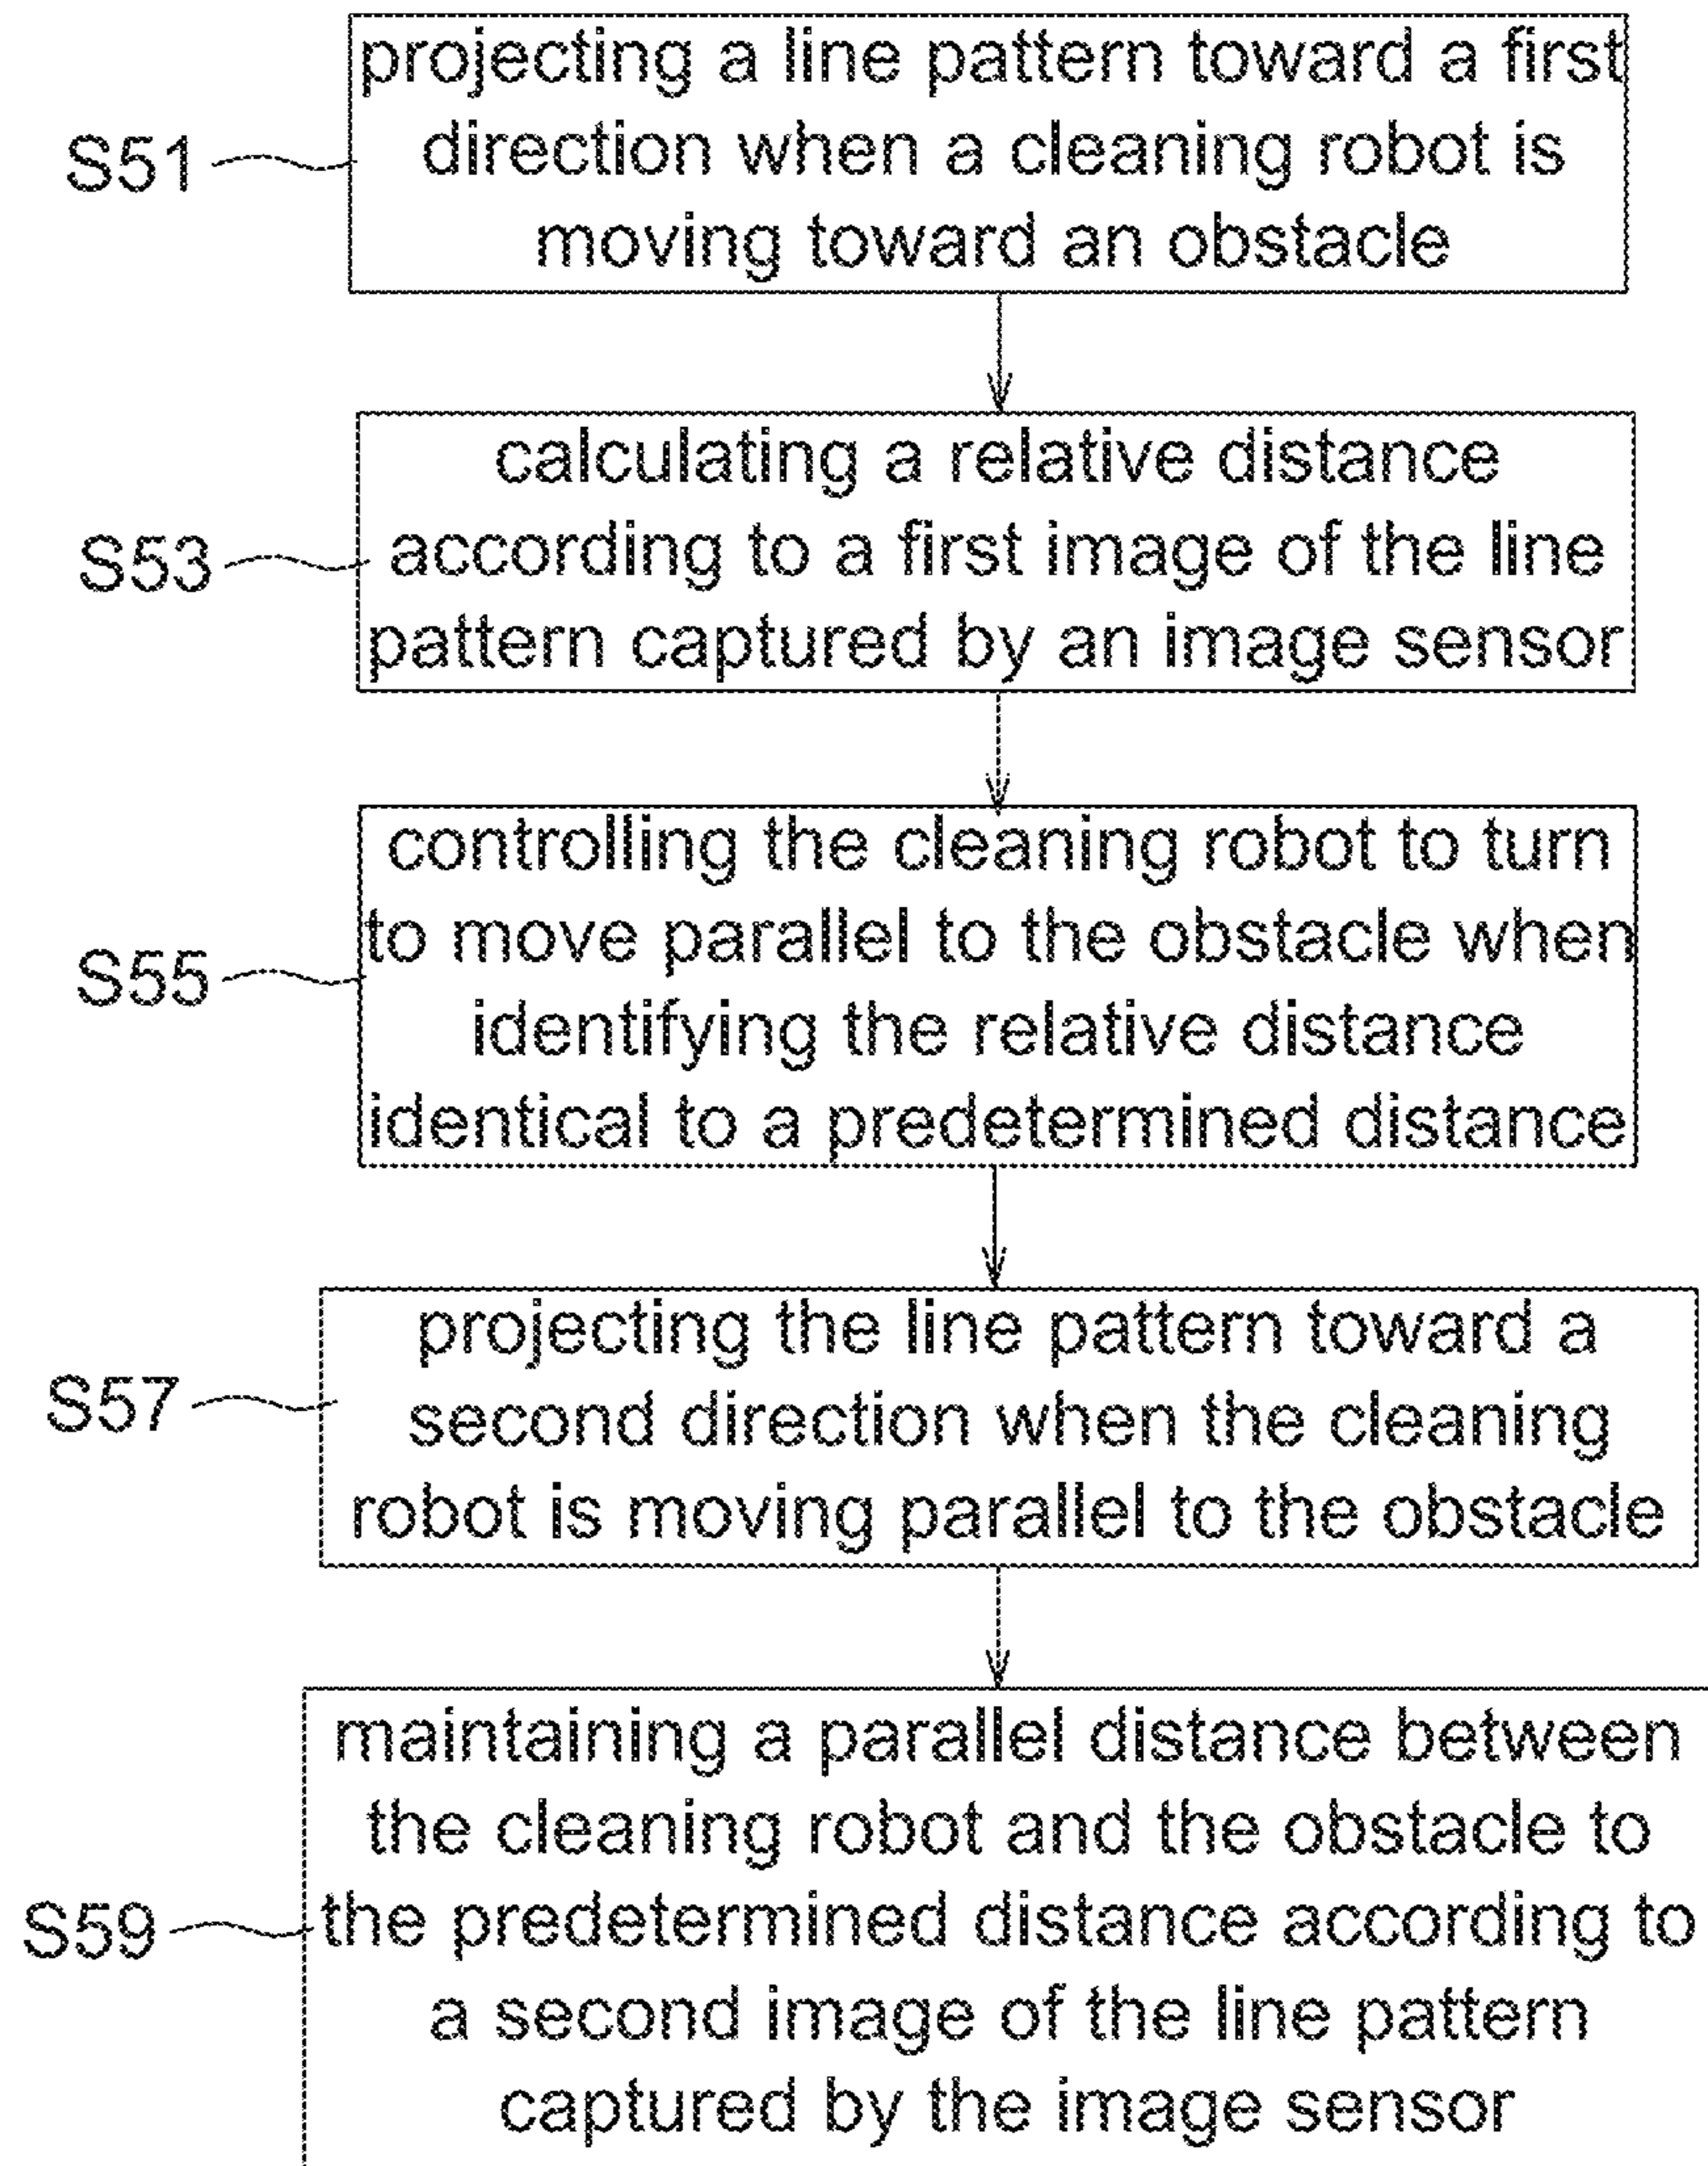 projecting a line pattern toward a first
S51 direction when a cleaning robot is
moving toward an obstacle
calculating a relative distance
S53 according to a first image of the line
pattern captured by an image sensor
controlling the cleaning robot to turn
to move parallel to the obstacle when
S55 identifying the relative distance
identical to a predetermined distance
projecting the line pattern toward a
S57 second direction when the cleaning
robot is moving parallel to the obstacle
maintaining a parallel distance between
the cleaning robot and the obstacle to
S59 the predetermined distance according to
a second image of the line pattern
captured by the image sensor